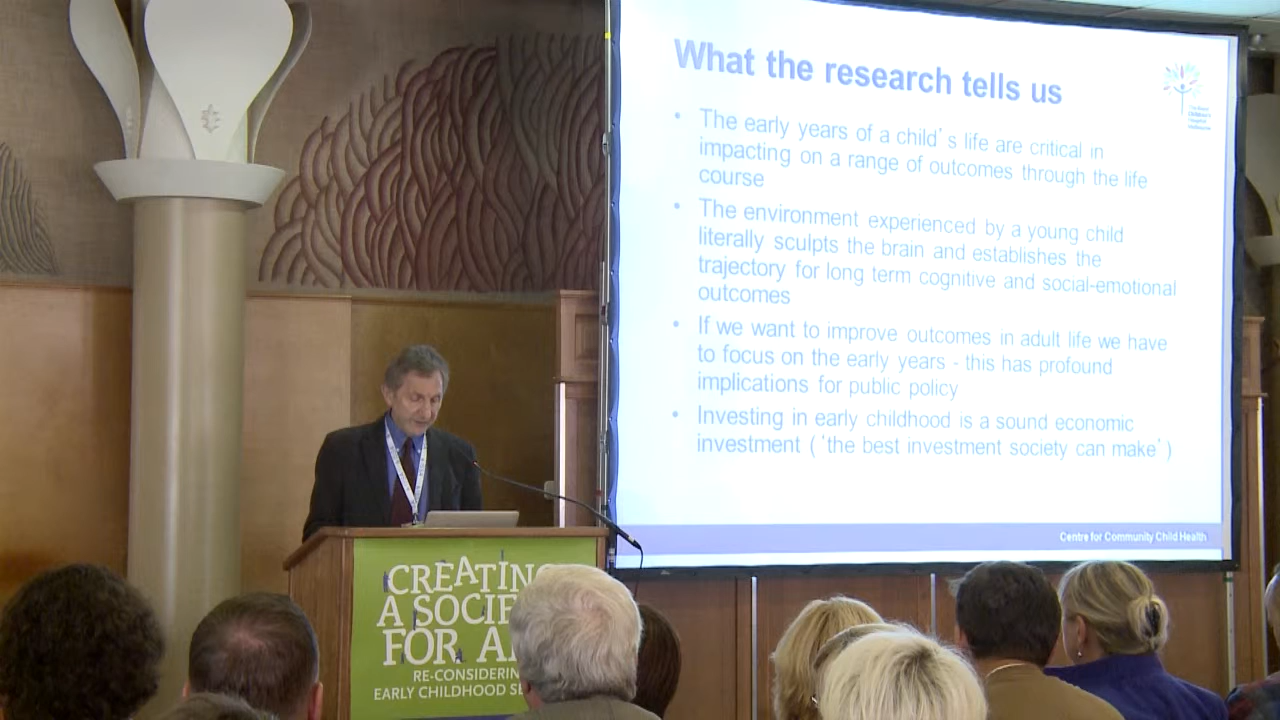 What the research tells us
• The early years of a child's life are critical in
impacting on a range of outcomes through the life
course
• The environment experienced by a young child
literally sculpts the brain and establishes the
trajectory for long term cognitive and social-emotional
outcomes
• If we want to improve outcomes in adult life we have
to focus on the early years - this has profound
implications for public policy
• Investing in early childhood is a sound economic
investment ( 'the best investment society can make' )
The Royal
Children's
Hospital
Melbourne
Centre for Community Child Health
CREATING
A SOCIE
FOR A
RE-CONSIDERIN
EARLY CHILDHOOD SE